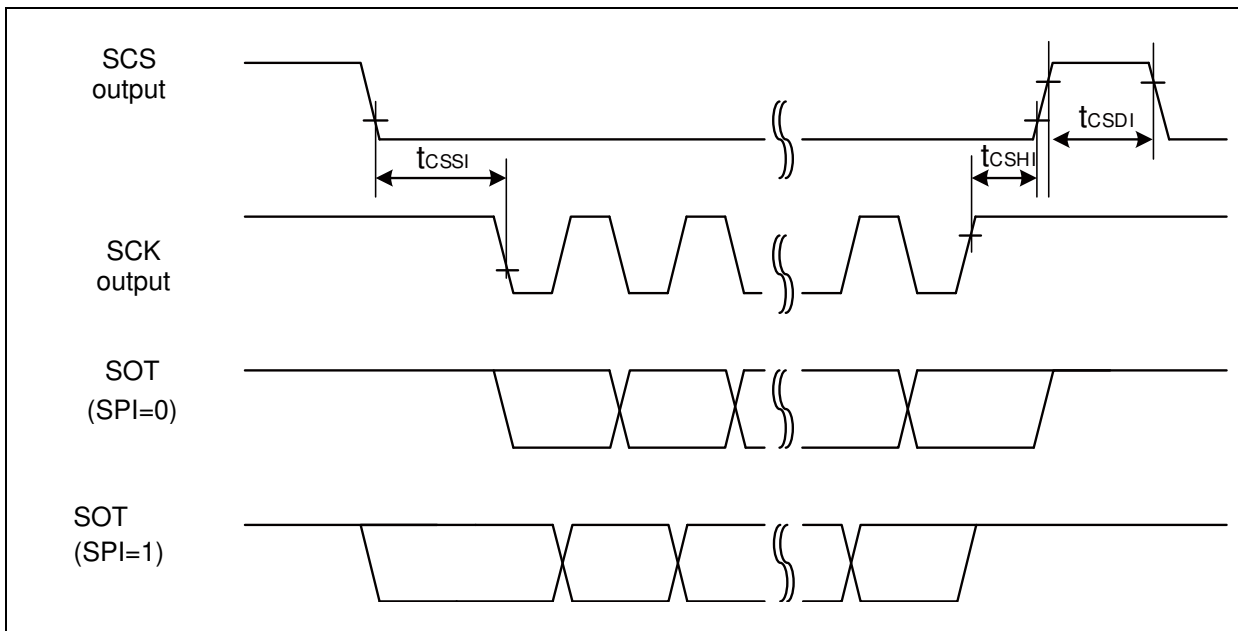 SCS
output
tCSSI
tCSHI
tCSDI
SCK
output
SOT
(SPI=0)
SOT
(SPI=1)